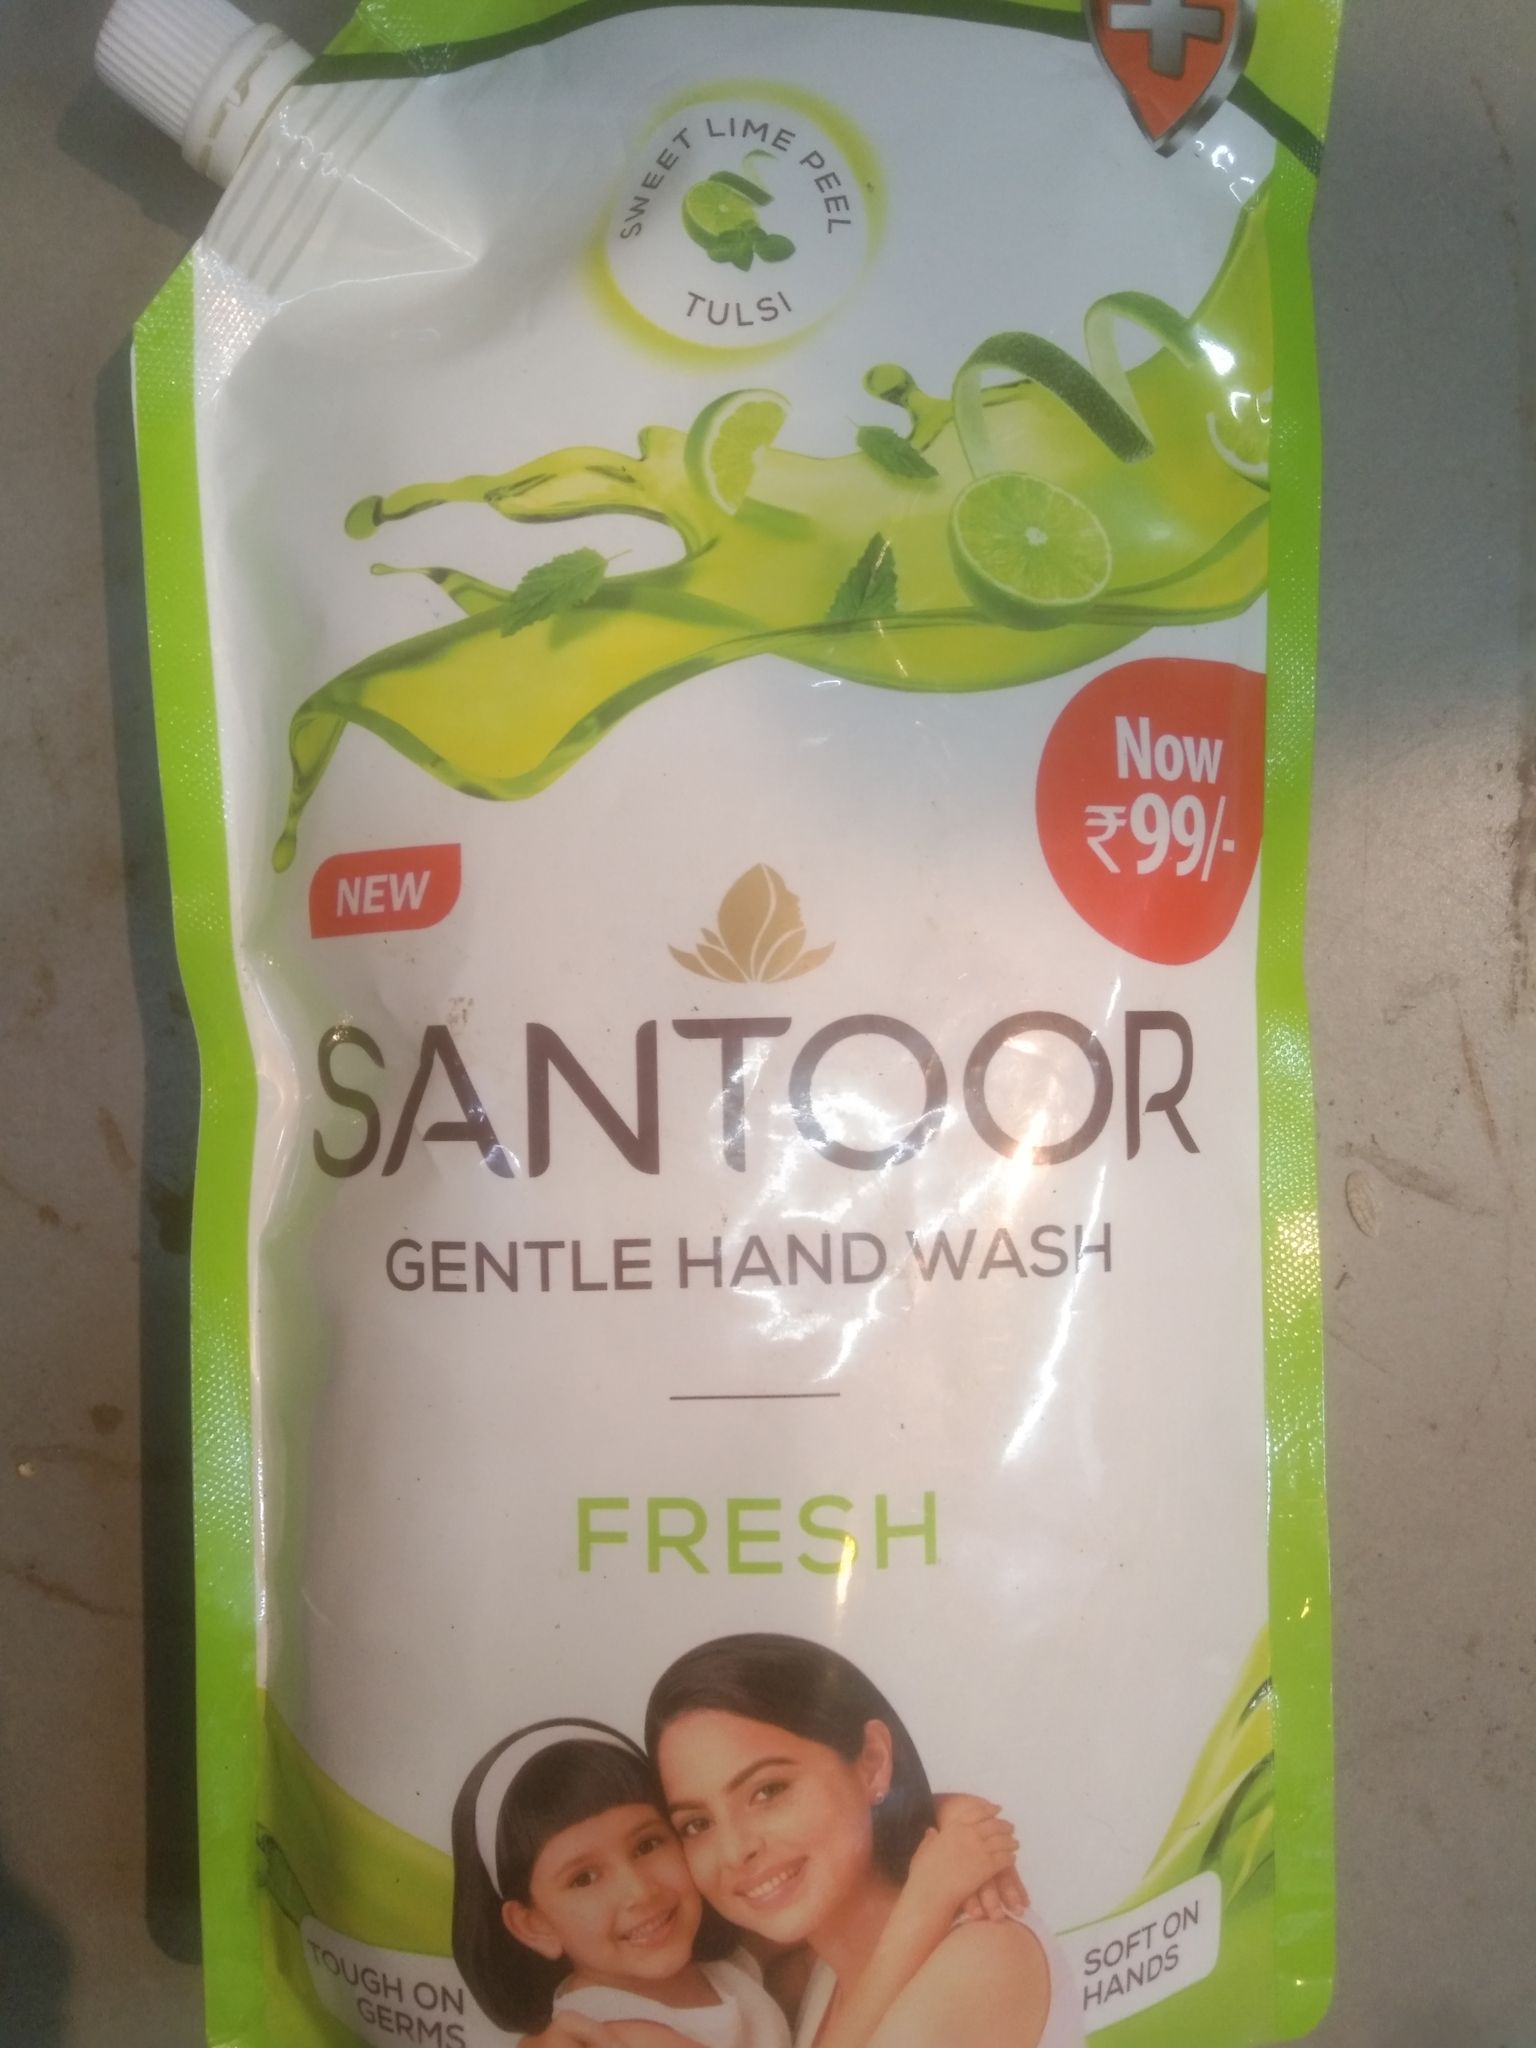 SWEET LIME PEEL
TULSI
Now
₹99/-
NEW
SANTOOR
GENTLE HAND WASH
FRESH
TOUGH ON
GERMS
SOFT ON
HANDS